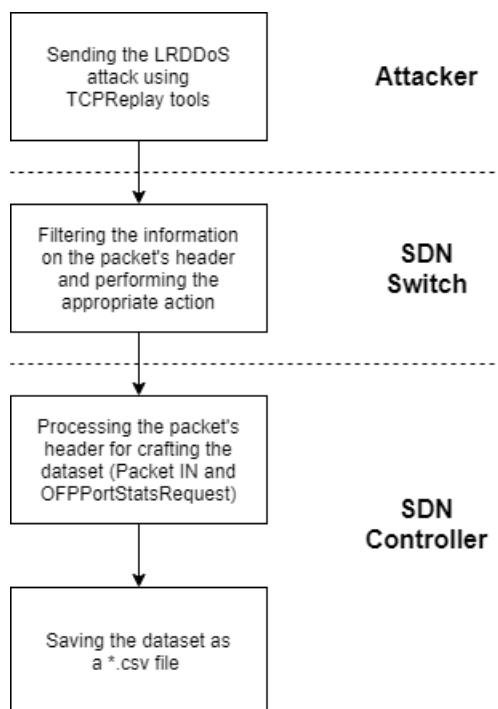 Sending the LRDDoS
attack using
TCPReplay tools
Attacker
Filtering the information
on the packet's header
and performing the
appropriate action
SDN
Switch
Processing the packet's
header for crafting the
dataset (Packet IN and
OFPPortStatsRequest)
SDN
Controller
Saving the dataset as
a *.csv file